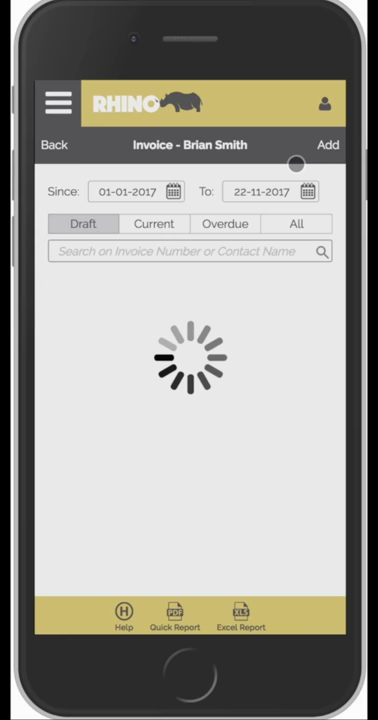 RHINO
Back Invoice - Brian Smith Add
Since: 01-01-2017 To: 22-11-2017
Draft Current Overdue All
Search on Invoice Number or Contact Name
H PDF XLS
Help Quick Report Excel Report